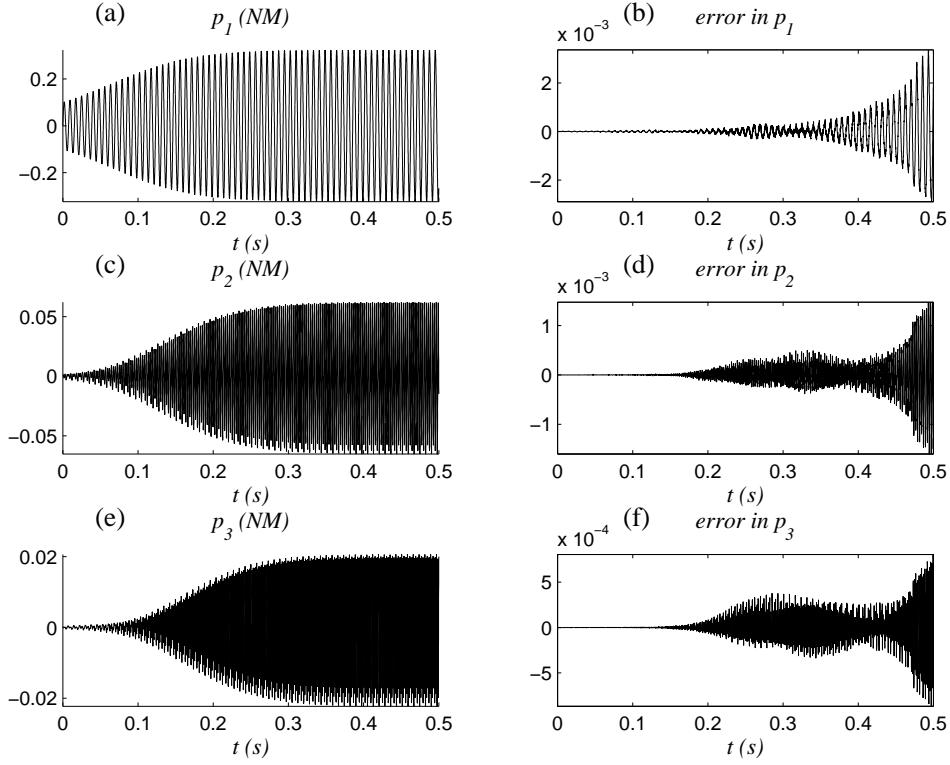 (a) p1 (NM)
0.2
0
−0.2
0 0.1 0.2 0.3 0.4 0.5
t (s)
(b) error in p1
x 10−3
2
0
−2
0 0.1 0.2 0.3 0.4 0.5
t (s)
(c) p2 (NM)
0.05
0
−0.05
0 0.1 0.2 0.3 0.4 0.5
t (s)
(d) error in p2
x 10−3
1
0
−1
0 0.1 0.2 0.3 0.4 0.5
t (s)
(e) p3 (NM)
0.02
0
−0.02
0 0.1 0.2 0.3 0.4 0.5
t (s)
(f) error in p3
x 10−4
5
0
−5
0 0.1 0.2 0.3 0.4 0.5
t (s)